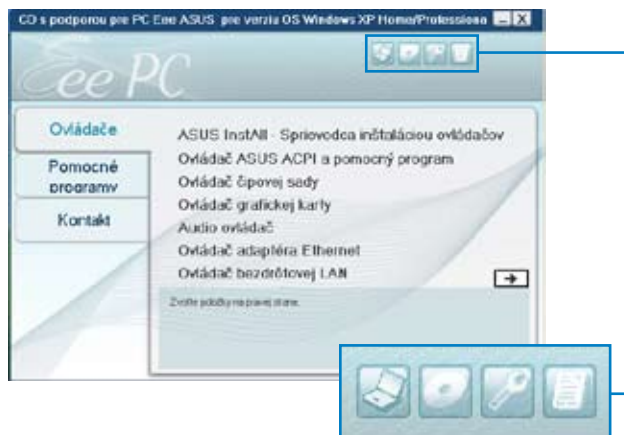 CD s podporou pre PC Eee ASUS pre verziu OS Windows XP Home/Professiona
Eee PC
Ovládače
Pomocné
programy
Kontakt
ASUS InstAll - Sprievodca inštaláciou ovládačov
Ovládač ASUS ACPI a pomocný program
Ovládač čipovej sady
Ovládač grafickej karty
Audio ovládač
Ovládač adaptéra Ethernet
Ovládač bezdrôtovej LAN
Zvoľte položky na pravej strane.